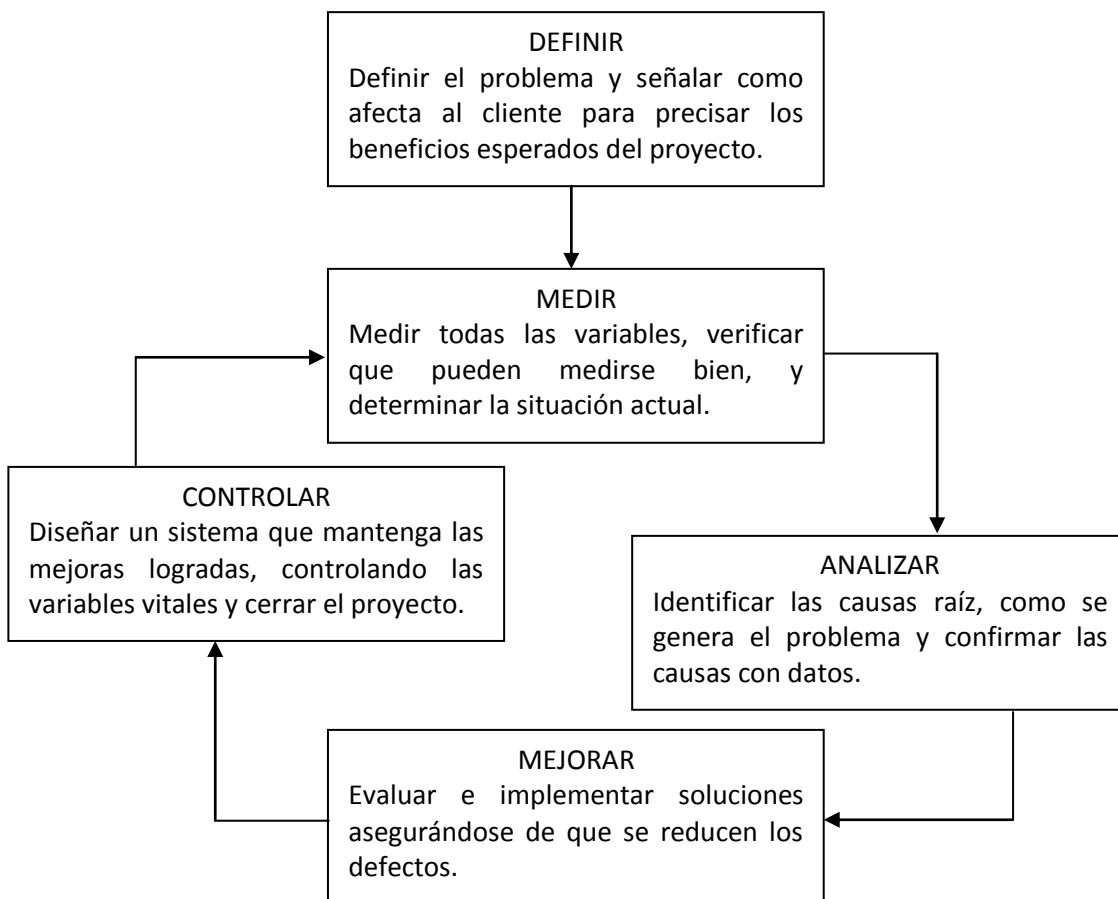 DEFINIR
Definir el problema y señalar como
afecta al cliente para precisar los
beneficios esperados del proyecto.
MEDIR
Medir todas las variables, verificar
que pueden medirse bien, y
determinar la situación actual.
CONTROLAR
Diseñar un sistema que mantenga las
mejoras logradas, controlando las
variables vitales y cerrar el proyecto.
ANALIZAR
Identificar las causas raíz, como se
genera el problema y confirmar las
causas con datos.
MEJORAR
Evaluar e implementar soluciones
asegurándose de que se reducen los
defectos.